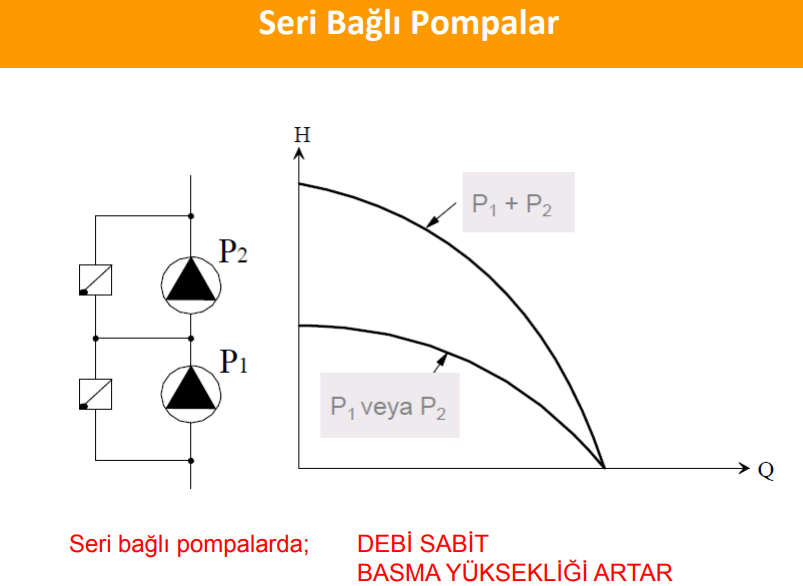 Seri Bağlı Pompalar
H
P₁ + P₂
P2
P1
P₁ veya P₂
Q
Seri bağlı pompalarda; DEBİ SABİT
BASMA YÜKSEKLİĞİ ARTAR